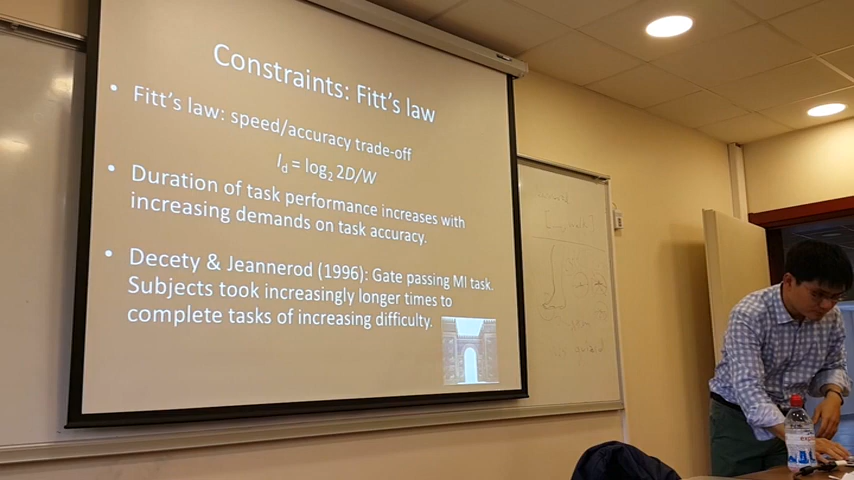 Constraints: Fitt's law
• Fitt's law: speed/accuracy trade-off
I_d = log₂ 2D/W
• Duration of task performance increases with
increasing demands on task accuracy.
• Decety & Jeannerod (1996): Gate passing MI task.
Subjects took increasingly longer times to
complete tasks of increasing difficulty.